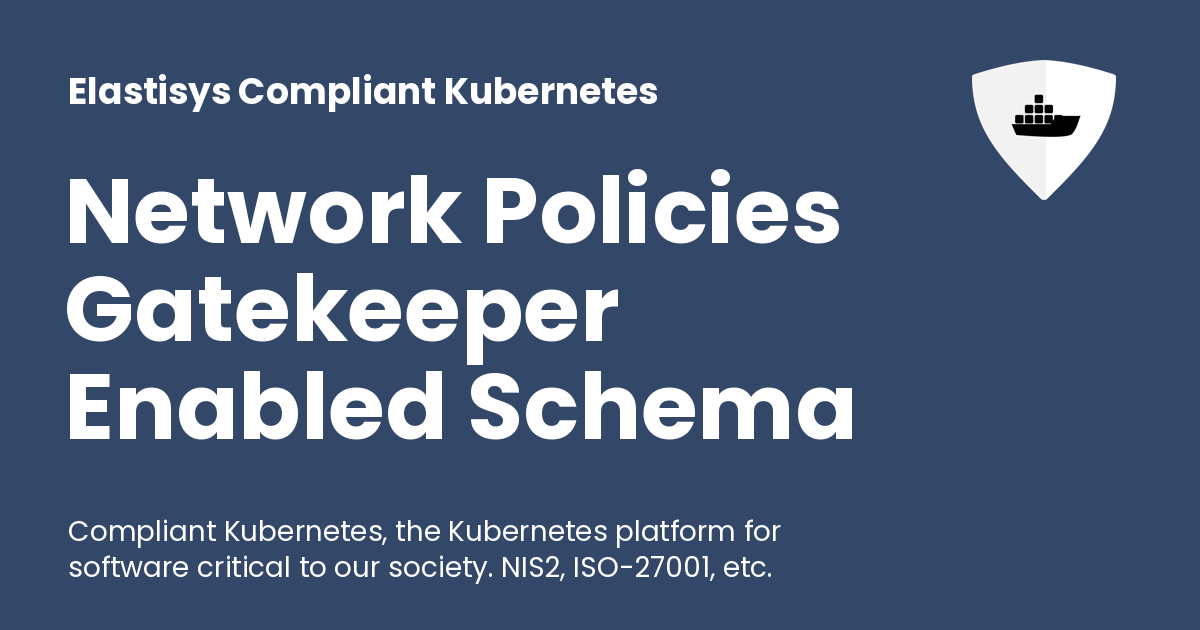 Elastisys Compliant Kubernetes
Network Policies
Gatekeeper
Enabled Schema
Compliant Kubernetes, the Kubernetes platform for
software critical to our society. NIS2, ISO-27001, etc.